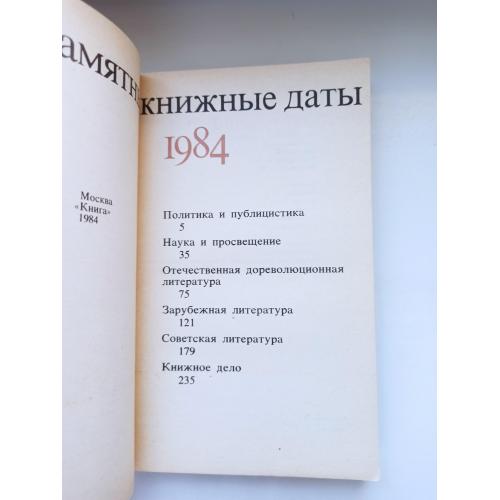 амятн
Москва
«Книга»
1984
книжные даты
1984
Политика и публицистика
5
Наука и просвещение
35
Отечественная дореволюционная
литература
75
Зарубежная литература
121
Советская литература
179
Книжное дело
235